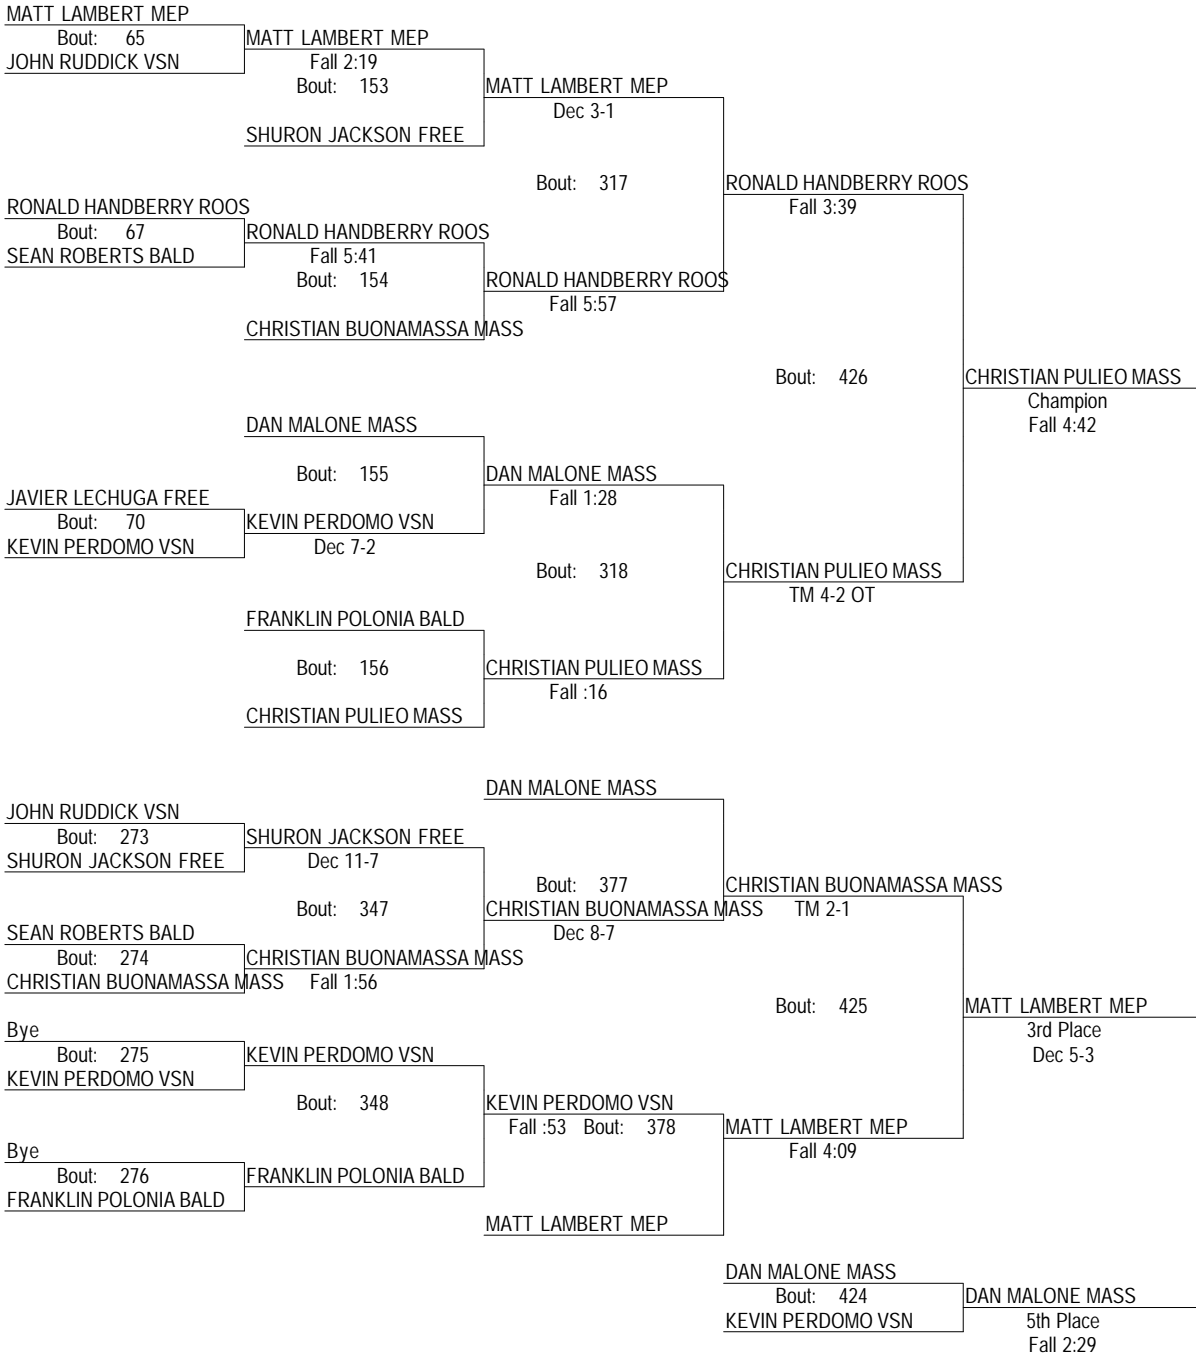 MATT LAMBERT MEP
Bout: 65
JOHN RUDDICK VSN
MATT LAMBERT MEP
Fall 2:19
Bout: 153
SHURON JACKSON FREE
MATT LAMBERT MEP
Dec 3-1
RONALD HANDBERRY ROOS
Bout: 67
SEAN ROBERTS BALD
RONALD HANDBERRY ROOS
Fall 5:41
Bout: 154
CHRISTIAN BUONAMASSA MASS
RONALD HANDBERRY ROOS
Fall 5:57
Bout: 317
RONALD HANDBERRY ROOS
Fall 3:39
DAN MALONE MASS
Bout: 155
JAVIER LECHUGA FREE
Bout: 70
KEVIN PERDOMO VSN
KEVIN PERDOMO VSN
Dec 7-2
DAN MALONE MASS
Fall 1:28
FRANKLIN POLONIA BALD
Bout: 156
CHRISTIAN PULIEO MASS
CHRISTIAN PULIEO MASS
Fall :16
Bout: 318
CHRISTIAN PULIEO MASS
TM 4-2 OT
Bout: 426
CHRISTIAN PULIEO MASS
Champion
Fall 4:42
DAN MALONE MASS
JOHN RUDDICK VSN
Bout: 273
SHURON JACKSON FREE
SHURON JACKSON FREE
Dec 11-7
Bout: 347
SEAN ROBERTS BALD
Bout: 274
CHRISTIAN BUONAMASSA MASS
CHRISTIAN BUONAMASSA MASS
Fall 1:56
Bout: 377
CHRISTIAN BUONAMASSA MASS
Dec 8-7
CHRISTIAN BUONAMASSA MASS
TM 2-1
Bye
Bout: 275
KEVIN PERDOMO VSN
KEVIN PERDOMO VSN
Bout: 348
Bye
Bout: 276
FRANKLIN POLONIA BALD
FRANKLIN POLONIA BALD
KEVIN PERDOMO VSN
Fall :53 Bout: 378
MATT LAMBERT MEP
MATT LAMBERT MEP
Fall 4:09
Bout: 425
MATT LAMBERT MEP
3rd Place
Dec 5-3
DAN MALONE MASS
Bout: 424
KEVIN PERDOMO VSN
DAN MALONE MASS
5th Place
Fall 2:29